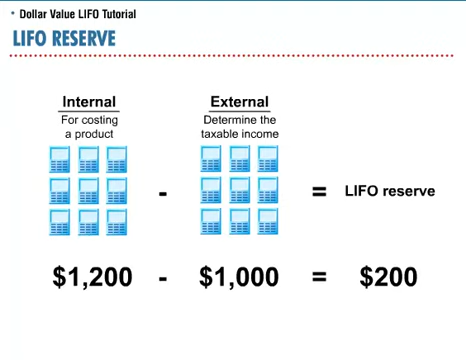 • Dollar Value LIFO Tutorial
LIFO RESERVE
Internal
For costing
a product
External
Determine the
taxable income
- = LIFO reserve
$1,200 - $1,000 = $200